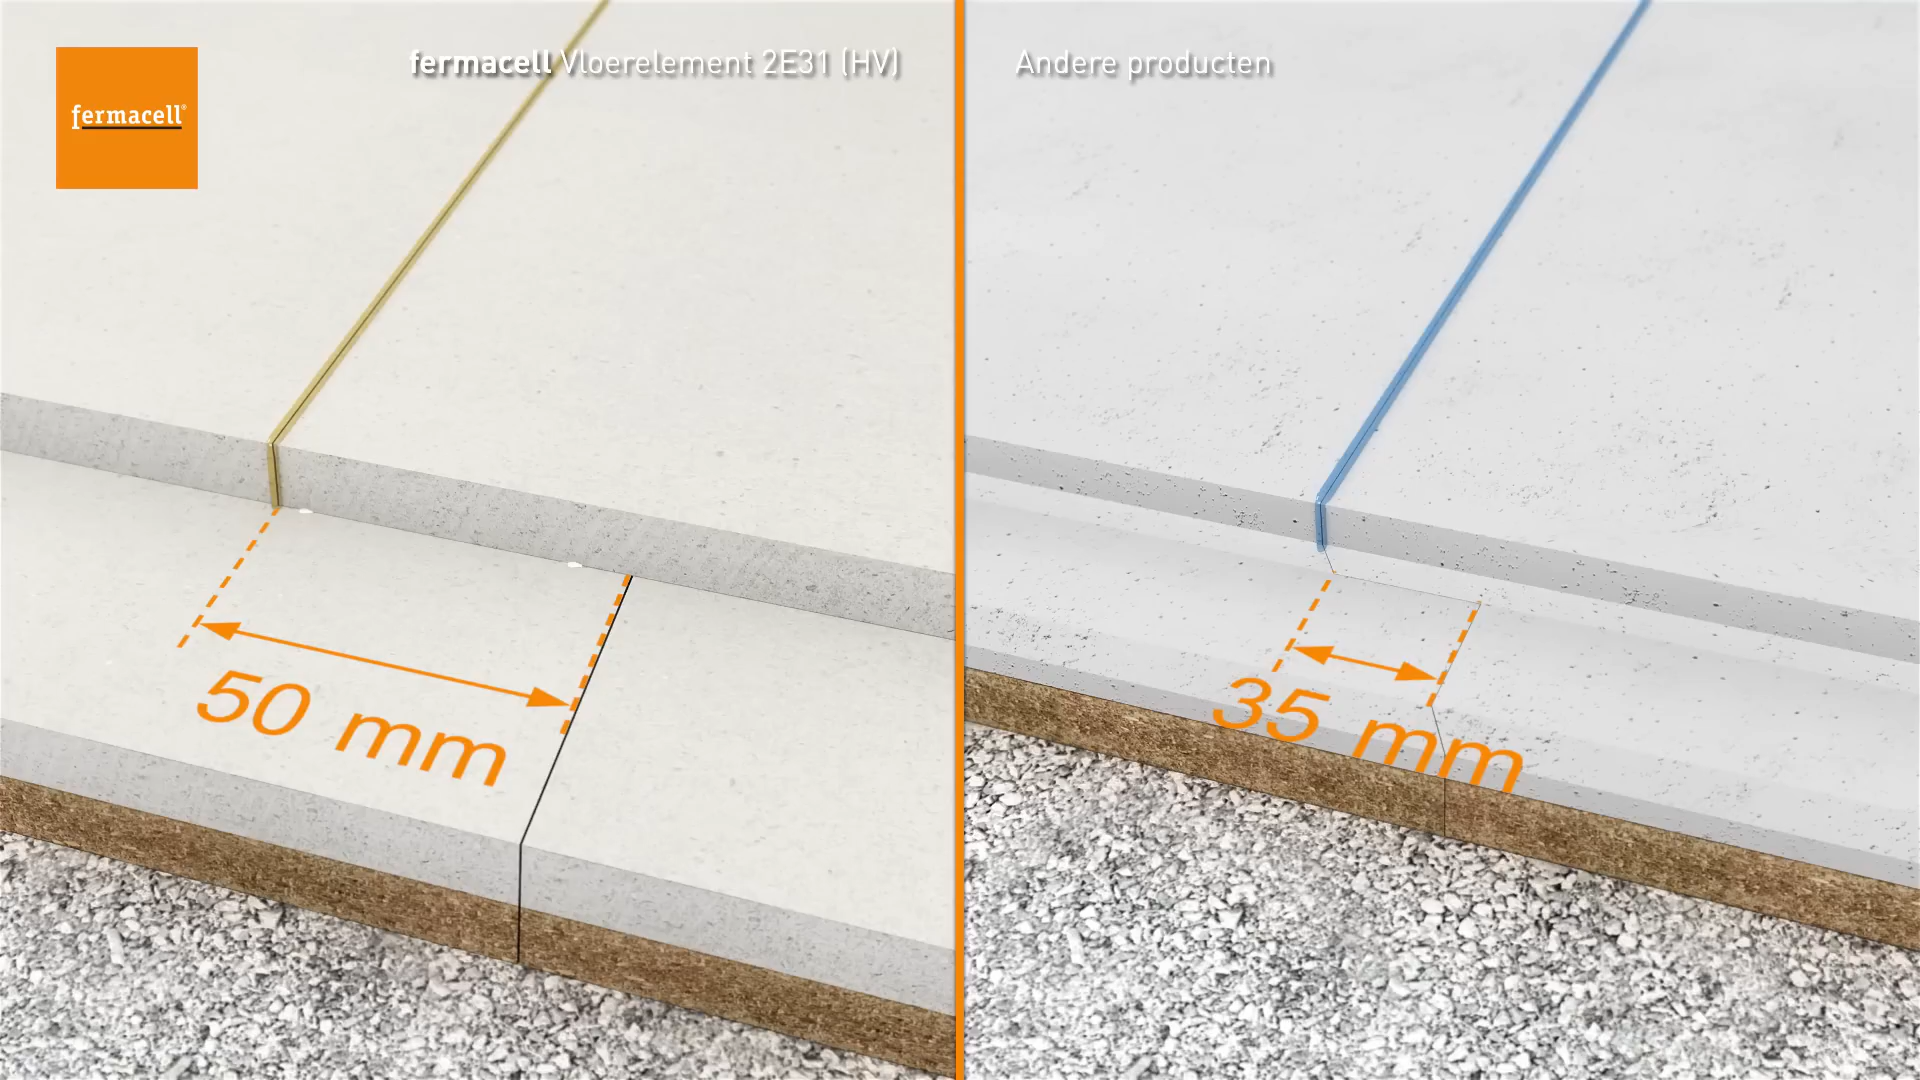 fermacell®
fermacell Vloerelement 2E31 (HV)
Andere producten
50 mm
35 mm